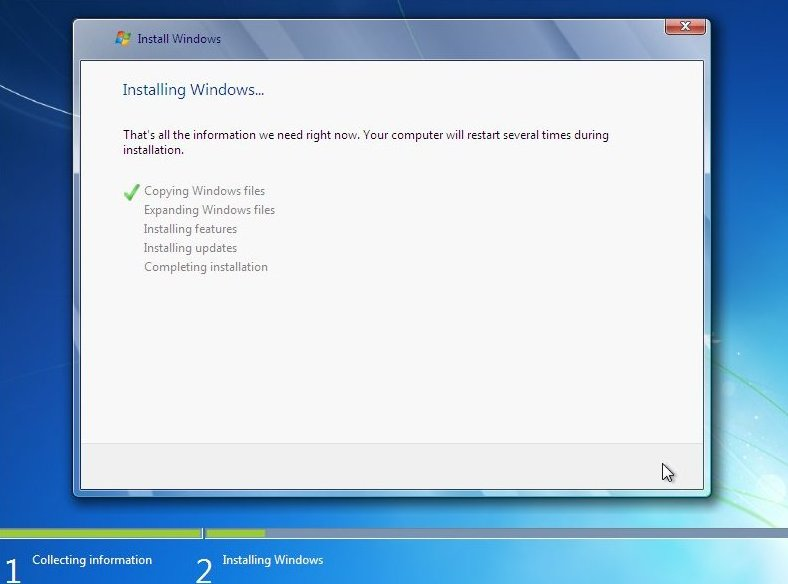 Install Windows
Installing Windows...
That's all the information we need right now. Your computer will restart several times during
installation.
Copying Windows files
Expanding Windows files
Installing features
Installing updates
Completing installation
1 Collecting information
2 Installing Windows